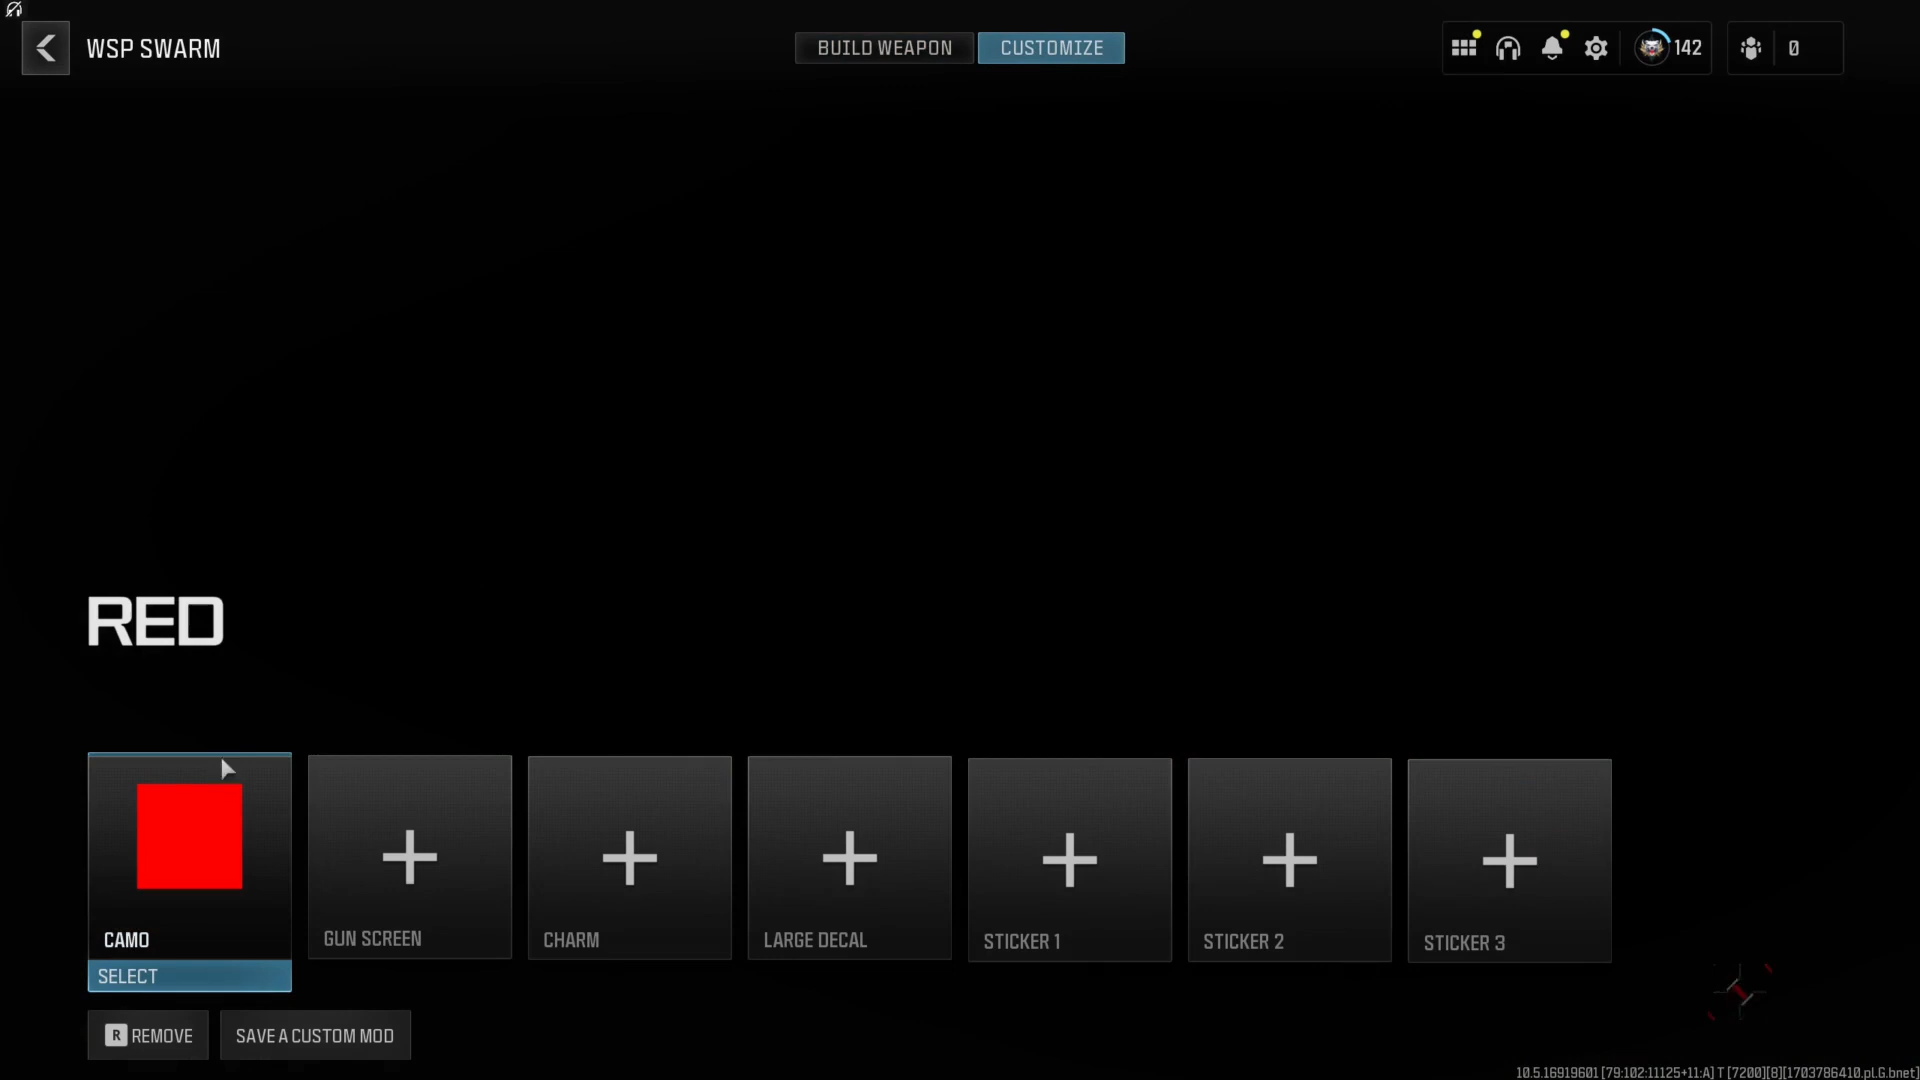 WSP SWARM
BUILD WEAPON
CUSTOMIZE
142
0
RED
CAMO
GUN SCREEN
CHARM
LARGE DECAL
STICKER 1
STICKER 2
STICKER 3
SELECT
R REMOVE
SAVE A CUSTOM MOD
10.5.16919601 [79:102:11125+11:A] T [7200][8][1703786410.pl.G.bnet]